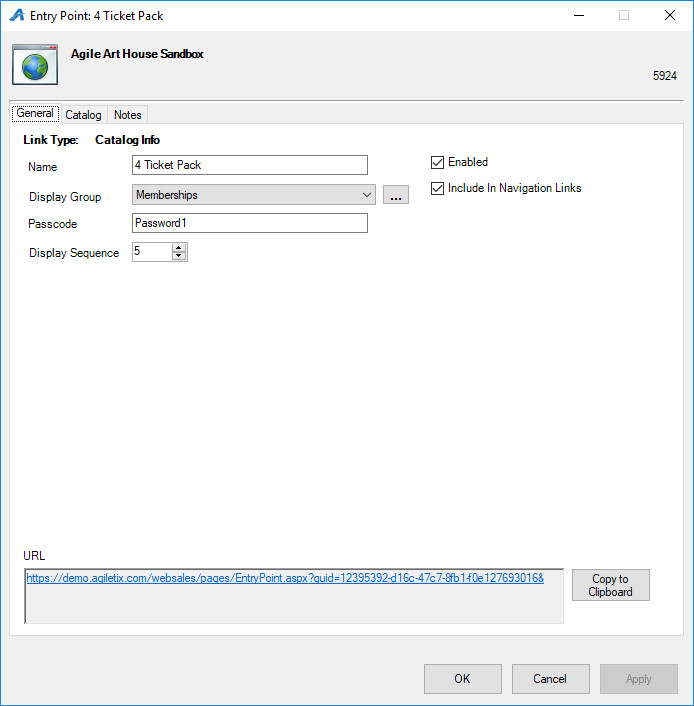 Entry Point: 4 Ticket Pack
Agile Art House Sandbox
5924
General Catalog Notes
Link Type: Catalog Info
Name 4 Ticket Pack
Enabled
Display Group Memberships ...
Include In Navigation Links
Passcode Password1
Display Sequence 5
URL
https://demo.agiletix.com/websales/pages/EntryPoint.aspx?guid=12395392-d16c-47c7-8fb1-f0e127693016&
Copy to
Clipboard
OK Cancel Apply